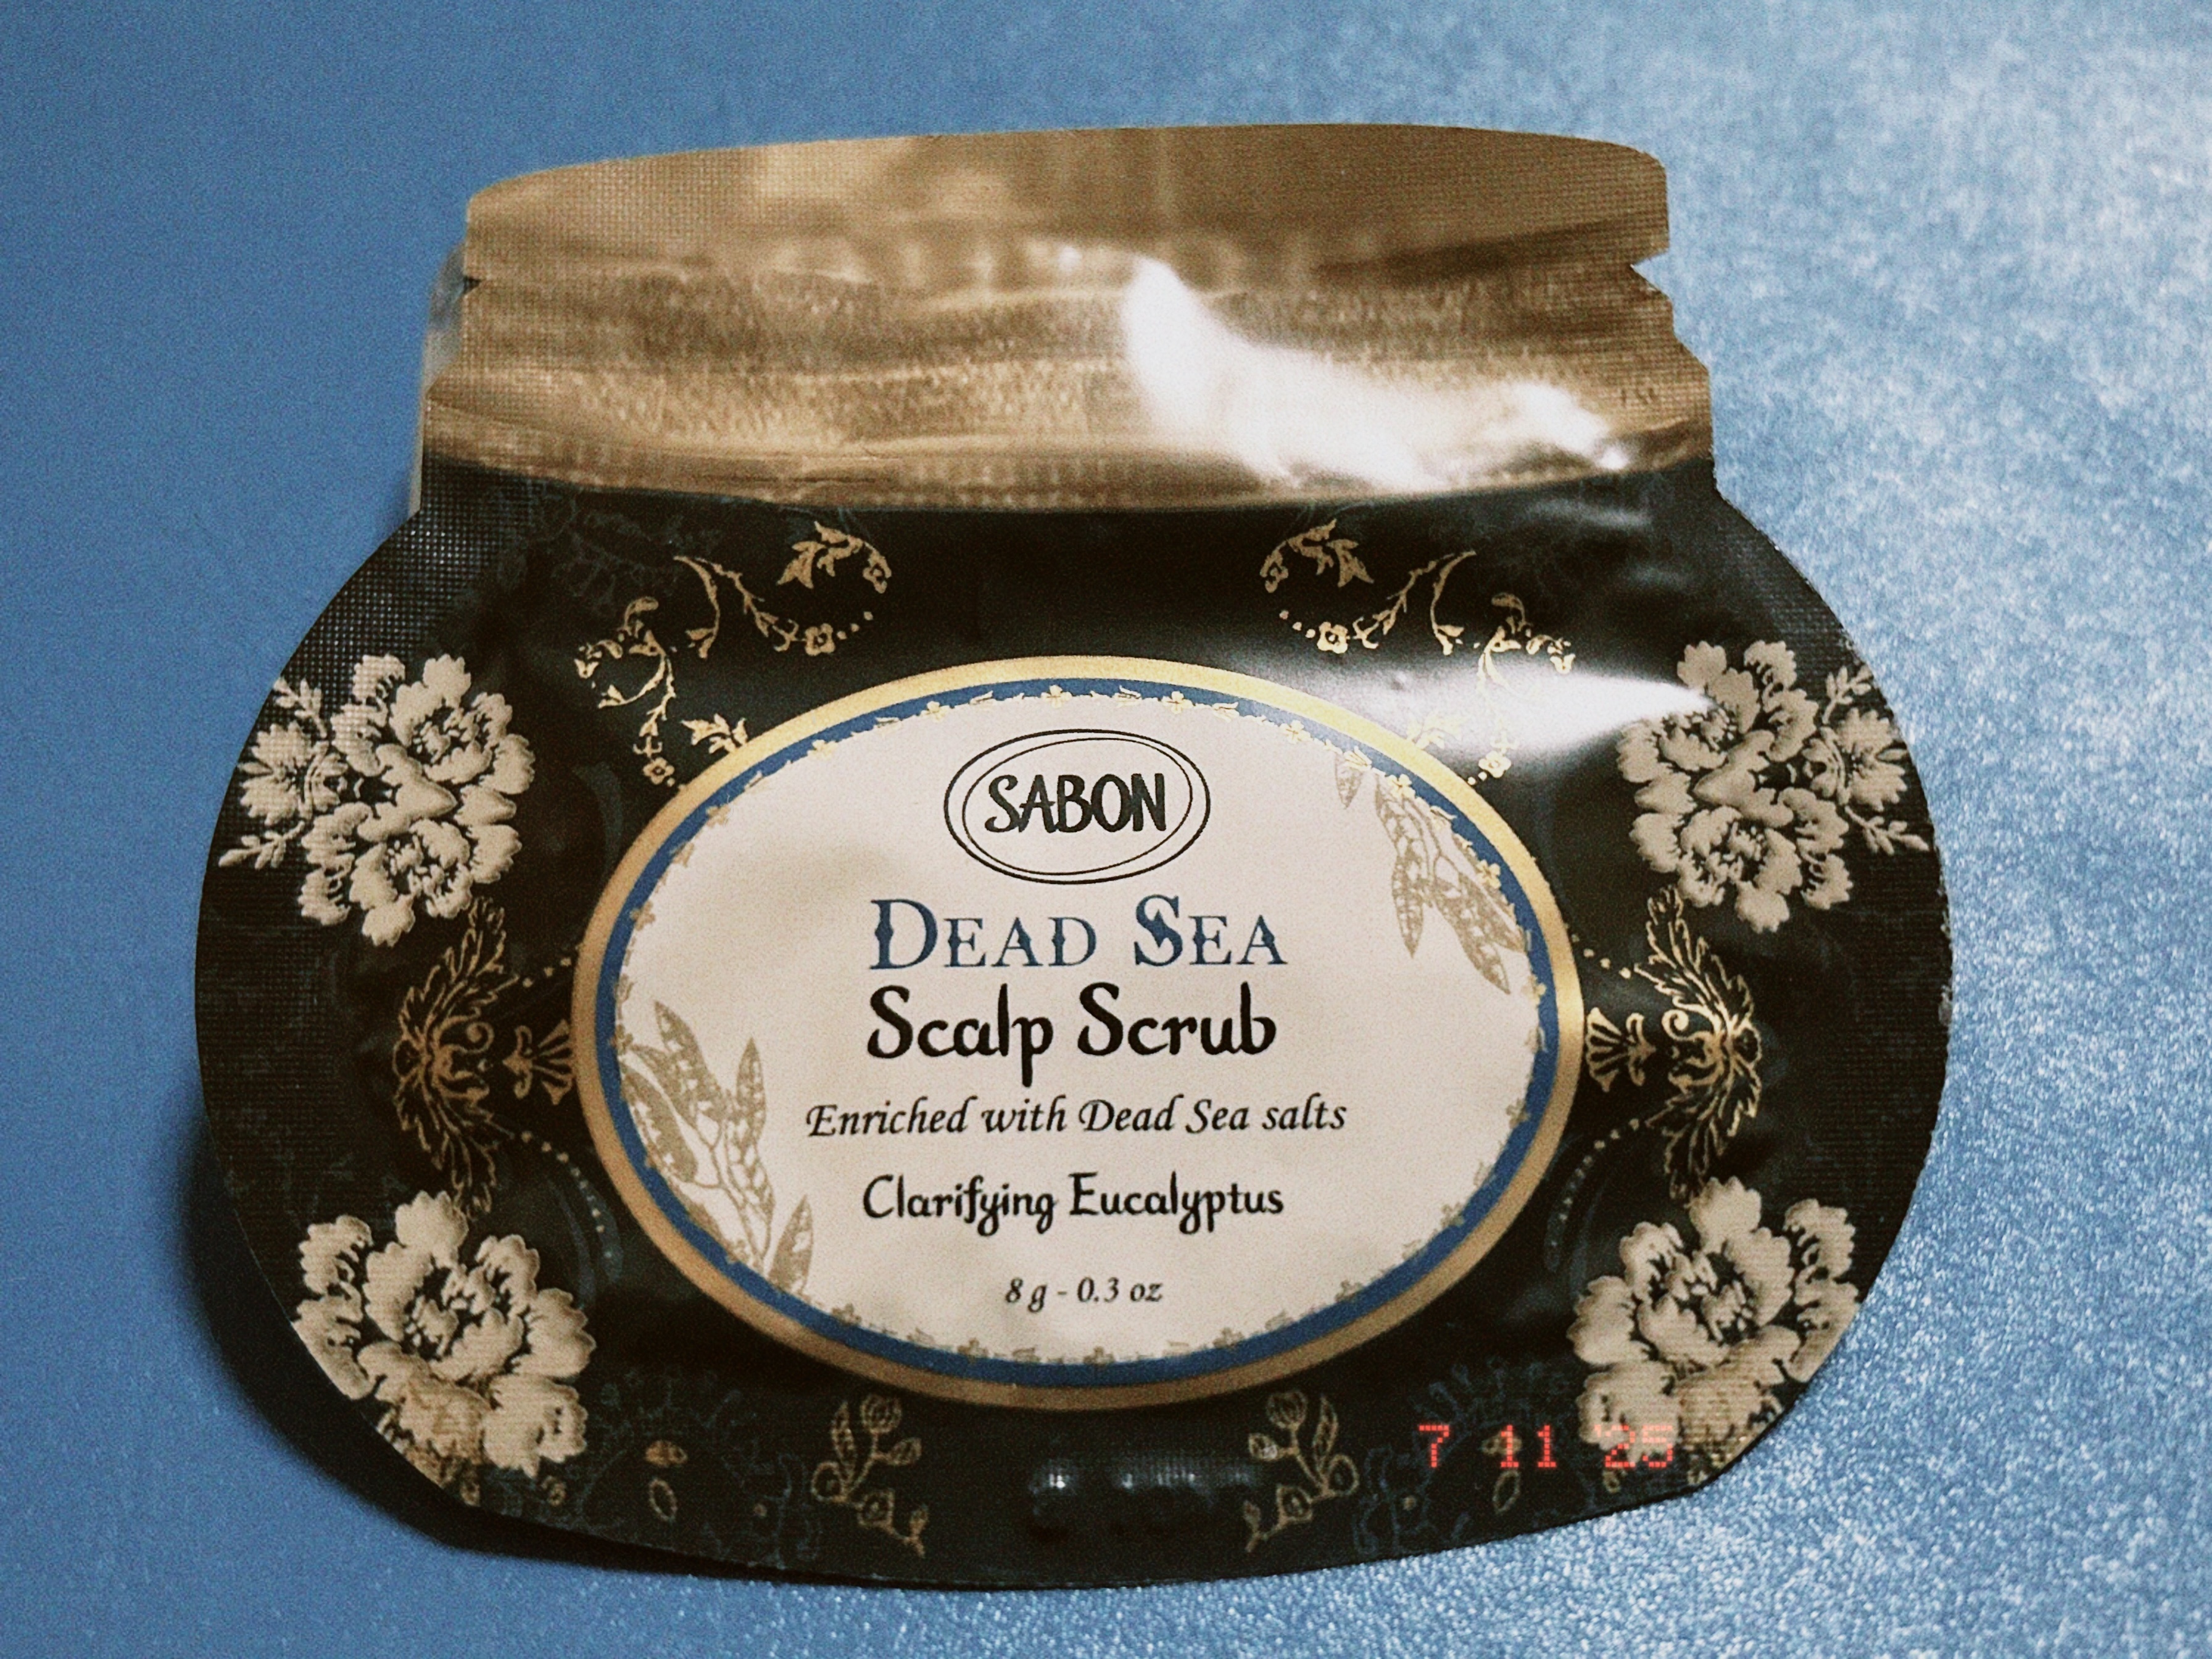 SABON
DEAD SEA
Scalp Scrub
Enriched with Dead Sea salts
Clarifying Eucalyptus
8 g - 0.3 oz
7 11 '25